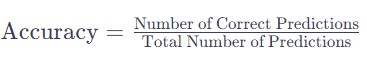 Accuracy = Number of Correct Predictions / Total Number of Predictions